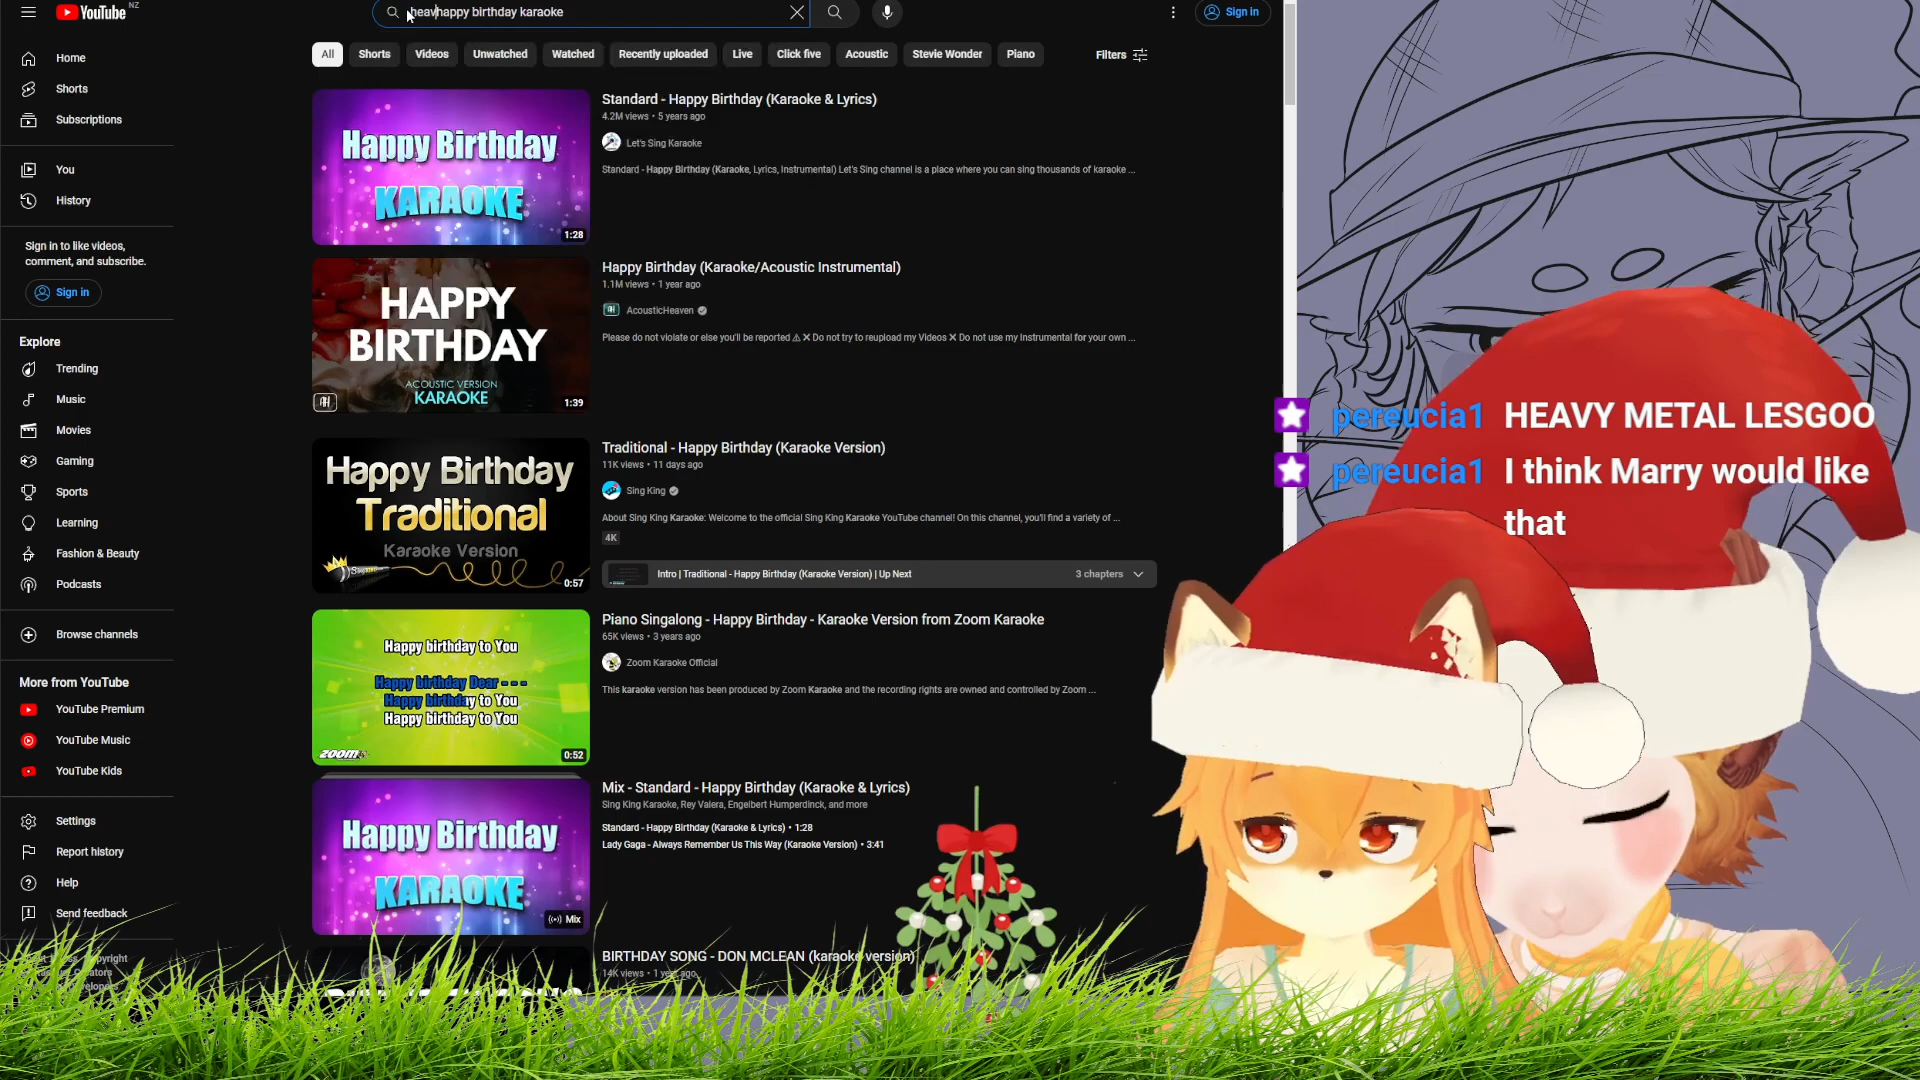 YouTube NZ
heavhappy birthday karaoke
Sign in
All
Shorts
Videos
Unwatched
Watched
Recently uploaded
Live
Click five
Acoustic
Stevie Wonder
Piano
Filters
Home
Shorts
Subscriptions
You
History
Sign in to like videos,
comment, and subscribe.
Sign in
Explore
Trending
Music
Movies
Gaming
Sports
Learning
Fashion & Beauty
Podcasts
Browse channels
More from YouTube
YouTube Premium
YouTube Music
YouTube Kids
Settings
Report history
Help
Send feedback
Happy Birthday
KARAOKE
1:28
Standard - Happy Birthday (Karaoke & Lyrics)
4.2M views • 5 years ago
Let's Sing Karaoke
Standard - Happy Birthday (Karaoke, Lyrics, Instrumental) Let's Sing channel is a place where you can sing thousands of karaoke ...
HAPPY
BIRTHDAY
ACOUSTIC VERSION
KARAOKE
1:39
Happy Birthday (Karaoke/Acoustic Instrumental)
1.1M views • 1 year ago
AcousticHeaven
Please do not violate or else you'll be reported ⚠ ✕ Do not try to reupload my Videos ✕ Do not use my Instrumental for your own ...
Happy Birthday
Traditional
Karaoke Version
0:57
Traditional - Happy Birthday (Karaoke Version)
11K views • 11 days ago
Sing King
About Sing King Karaoke: Welcome to the official Sing King Karaoke YouTube channel! On this channel, you'll find a variety of ...
4K
Intro | Traditional - Happy Birthday (Karaoke Version) | Up Next
3 chapters
Happy birthday to You
Happy birthday Dear - - -
Happy birthday to You
Happy birthday to You
ZOOM
0:52
Piano Singalong - Happy Birthday - Karaoke Version from Zoom Karaoke
65K views • 3 years ago
Zoom Karaoke Official
This karaoke version has been produced by Zoom Karaoke and the recording rights are owned and controlled by Zoom ...
Happy Birthday
KARAOKE
Mix
Mix - Standard - Happy Birthday (Karaoke & Lyrics)
Sing King Karaoke, Rey Valera, Engelbert Humperdinck, and more
Standard - Happy Birthday (Karaoke & Lyrics) • 1:28
Lady Gaga - Always Remember Us This Way (Karaoke Version) • 3:41
BIRTHDAY SONG - DON MCLEAN (karaoke version)
14K views • 1 year ago
pereucia1 HEAVY METAL LESGOO
pereucia1 I think Marry would like
that